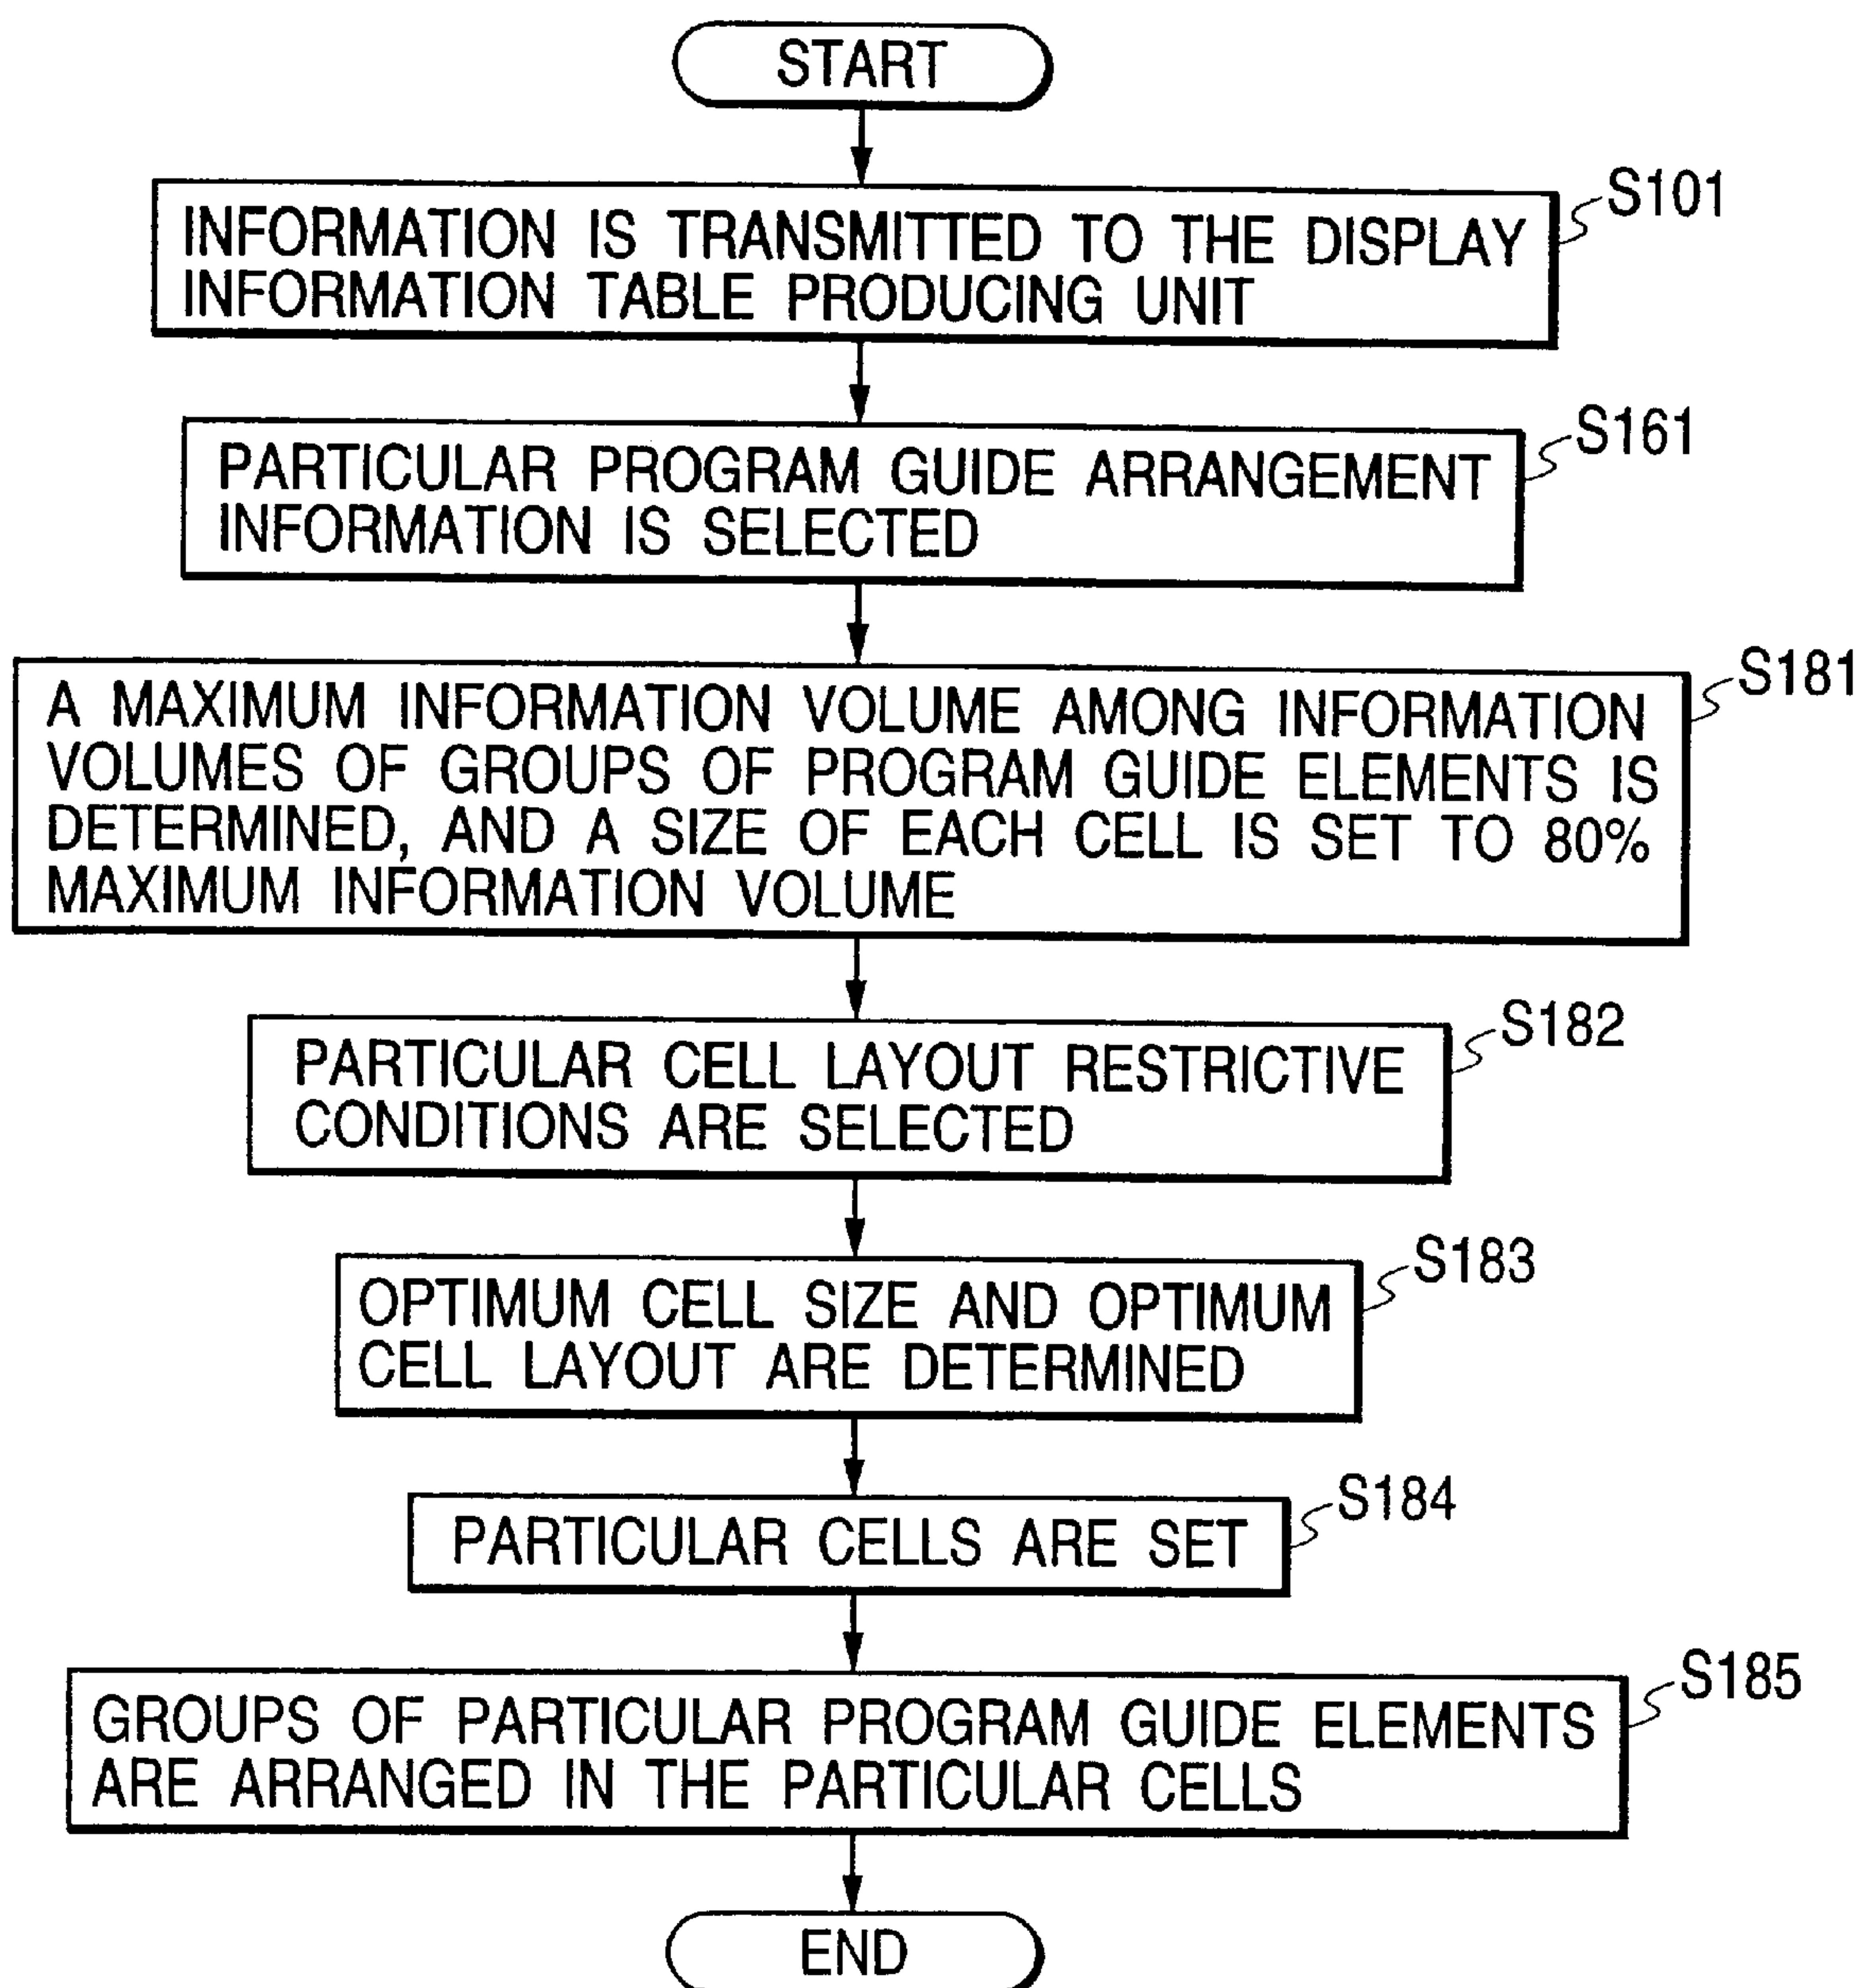 START
S101
INFORMATION IS TRANSMITTED TO THE DISPLAY
INFORMATION TABLE PRODUCING UNIT
S161
PARTICULAR PROGRAM GUIDE ARRANGEMENT
INFORMATION IS SELECTED
S181
A MAXIMUM INFORMATION VOLUME AMONG INFORMATION
VOLUMES OF GROUPS OF PROGRAM GUIDE ELEMENTS IS
DETERMINED, AND A SIZE OF EACH CELL IS SET TO 80%
MAXIMUM INFORMATION VOLUME
S182
PARTICULAR CELL LAYOUT RESTRICTIVE
CONDITIONS ARE SELECTED
S183
OPTIMUM CELL SIZE AND OPTIMUM
CELL LAYOUT ARE DETERMINED
S184
PARTICULAR CELLS ARE SET
S185
GROUPS OF PARTICULAR PROGRAM GUIDE ELEMENTS
ARE ARRANGED IN THE PARTICULAR CELLS
END